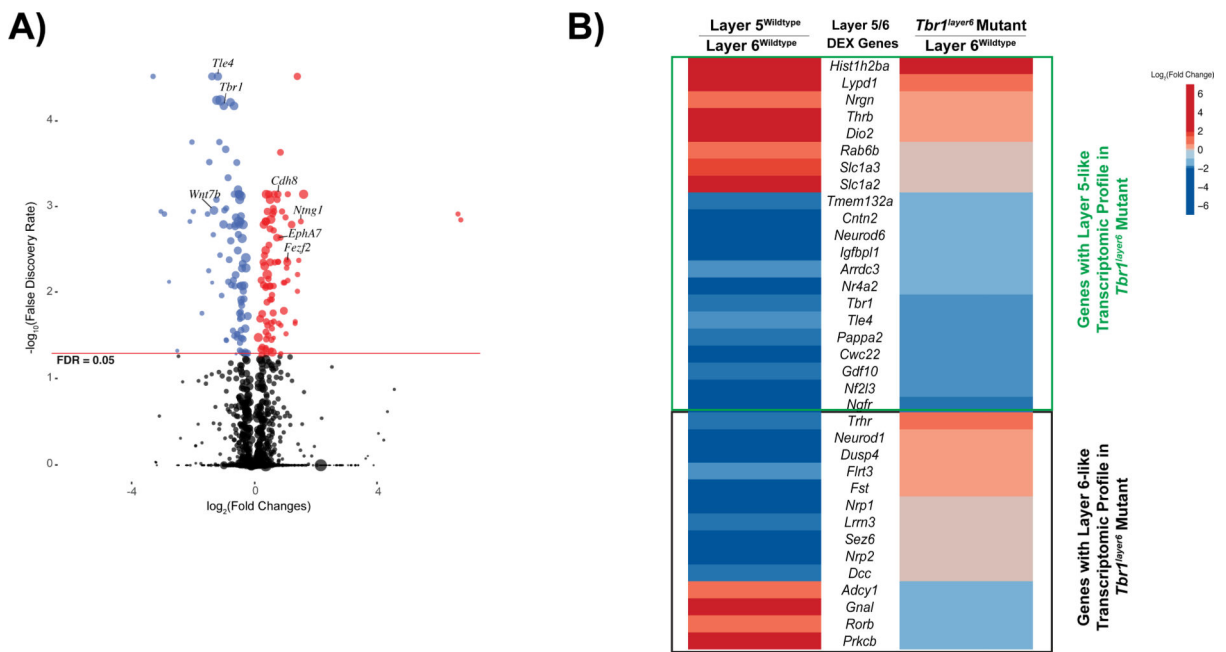 A)
Tle4
Tbr1
4
Cdh8
Wnt7b
3
Ntng1
EphA7
Fezf2
-log10(False Discovery Rate)
2
FDR = 0.05
1
0
-4
0
4
log2(Fold Changes)
B)
Layer 5Wildtype
Layer 6Wildtype
Layer 5/6
DEX Genes
Tbr1layer6 Mutant
Layer 6Wildtype
Hist1h2ba
Lypd1
Nrgn
Thrb
Dio2
Rab6b
Slc1a3
Slc1a2
Tmem132a
Cntn2
Neurod6
Igfbpl1
Arrdc3
Nr4a2
Tbr1
Tle4
Pappa2
Cwc22
Gdf10
Nf2l3
Ngfr
Trhr
Neurod1
Dusp4
Flrt3
Fst
Nrp1
Lrrn3
Sez6
Nrp2
Dcc
Adcy1
Gnal
Rorb
Prkcb
Genes with Layer 5-like
Transcriptomic Profile in
Tbr1layer6 Mutant
Genes with Layer 6-like
Transcriptomic Profile in
Tbr1layer6 Mutant
Log2(Fold Change)
6
4
2
0
-2
-4
-6